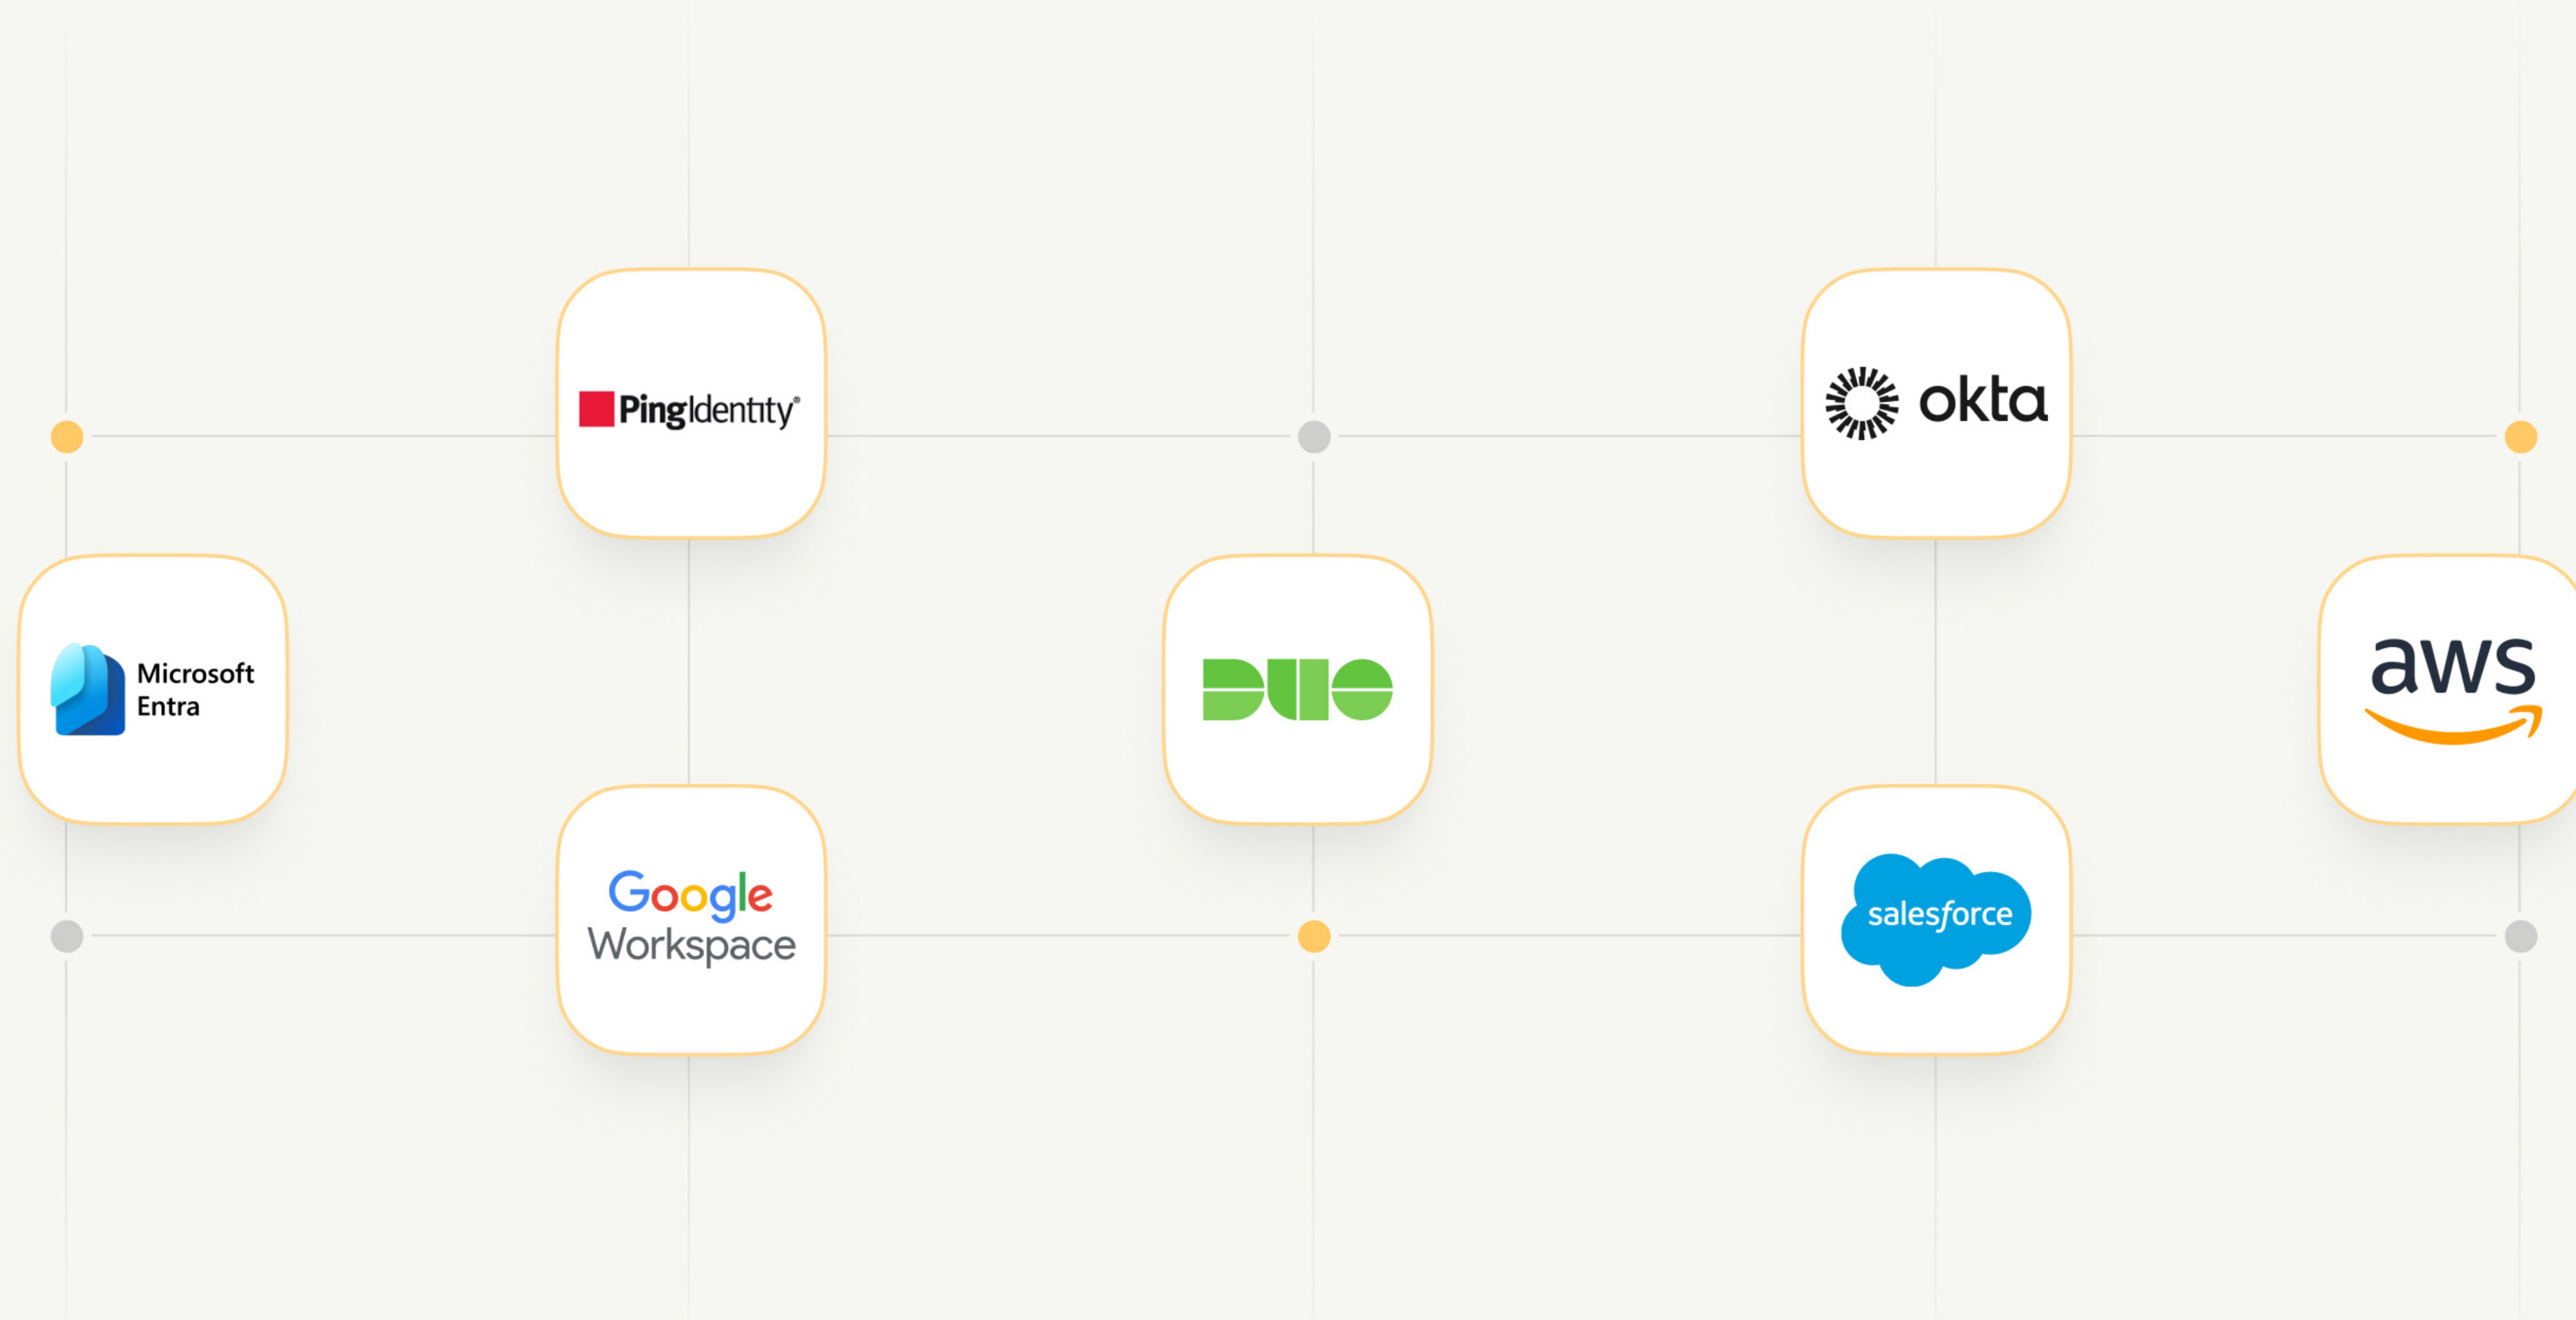 PingIdentity®
okta
Microsoft
Entra
DUO
aws
Google
Workspace
salesforce